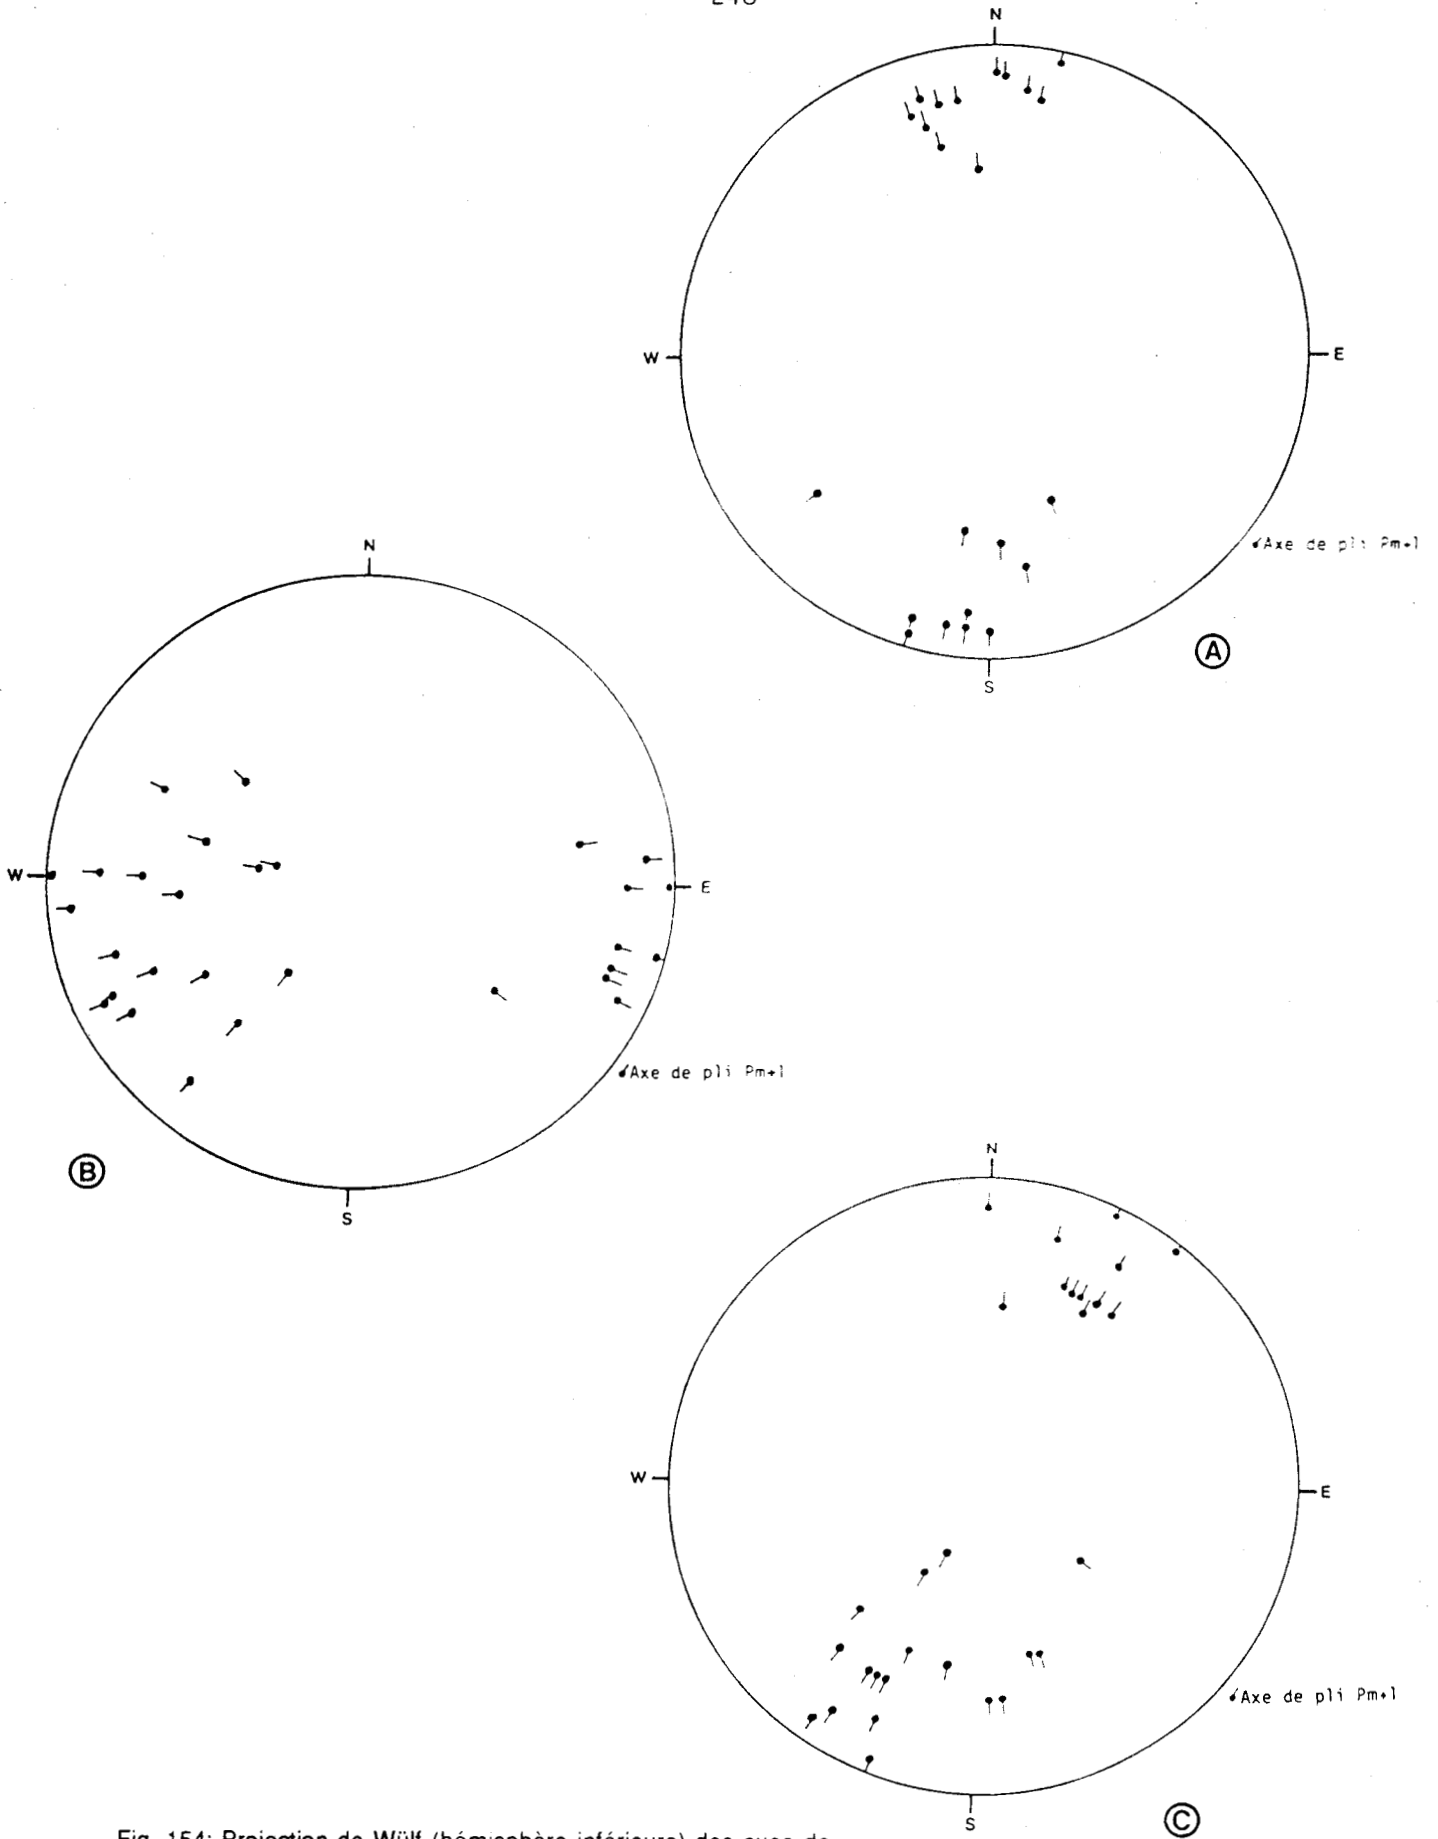 N
W
E
Axe de pli Pm+1
A
S
N
W
E
Axe de pli Pm+1
B
S
N
W
E
Axe de pli Pm+1
C
S
Fig. 154: Projection de Wülf (hémisphère inférieure) des axes de